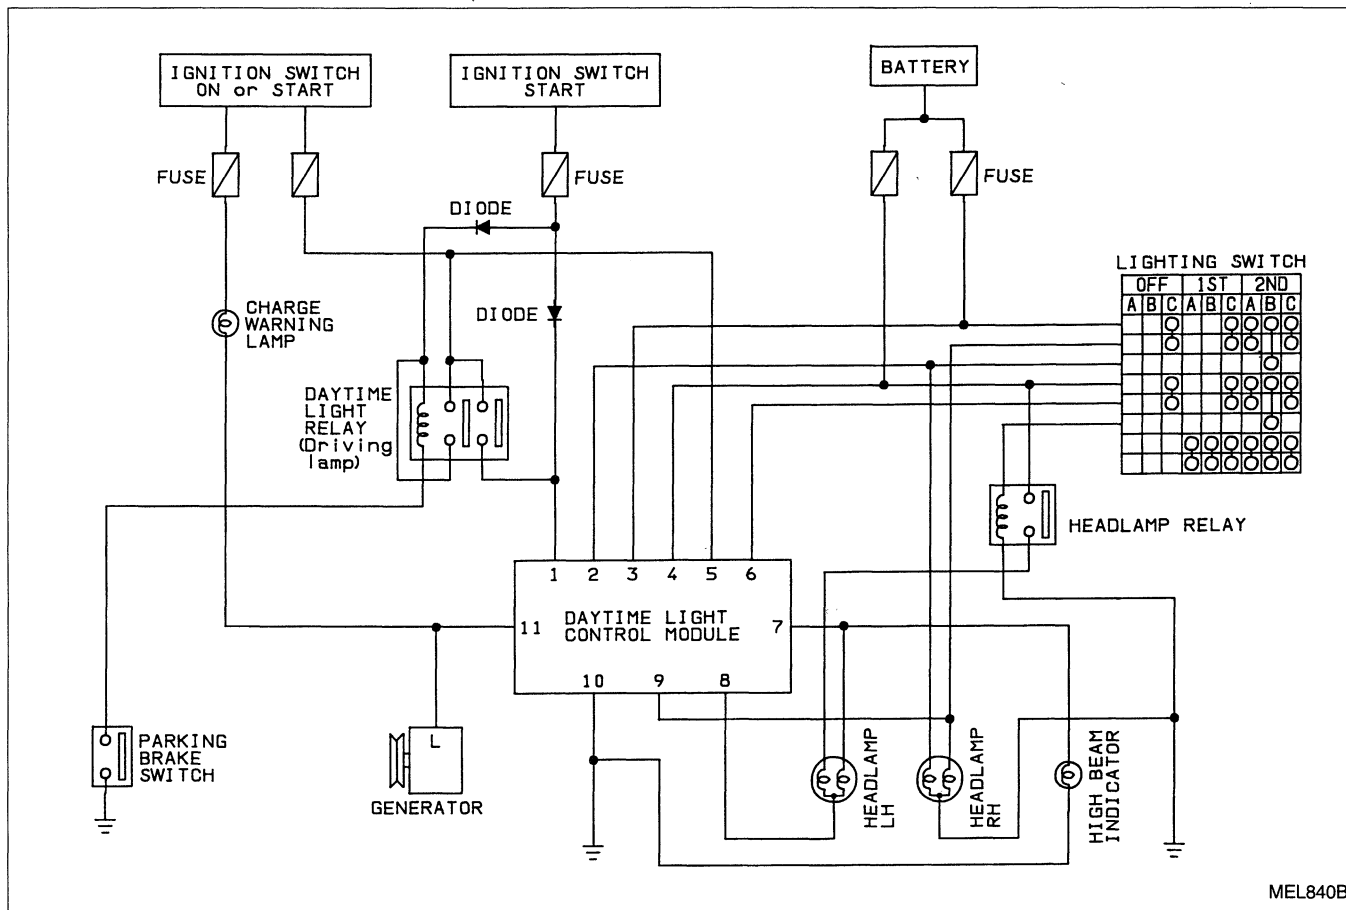 IGNITION SWITCH
ON or START
IGNITION SWITCH
START
BATTERY
FUSE
FUSE
FUSE
DIODE
LIGHTING SWITCH
OFF 1ST 2ND
A B C A B C A B C
CHARGE
WARNING
LAMP
DIODE
DAYTIME
LIGHT
RELAY
(Driving
lamp)
HEADLAMP RELAY
1 2 3 4 5 6
11
DAYTIME LIGHT
CONTROL MODULE
7
10 9 8
PARKING
BRAKE
SWITCH
L
GENERATOR
HEADLAMP
LH
HEADLAMP
RH
HIGH BEAM
INDICATOR
MEL840B